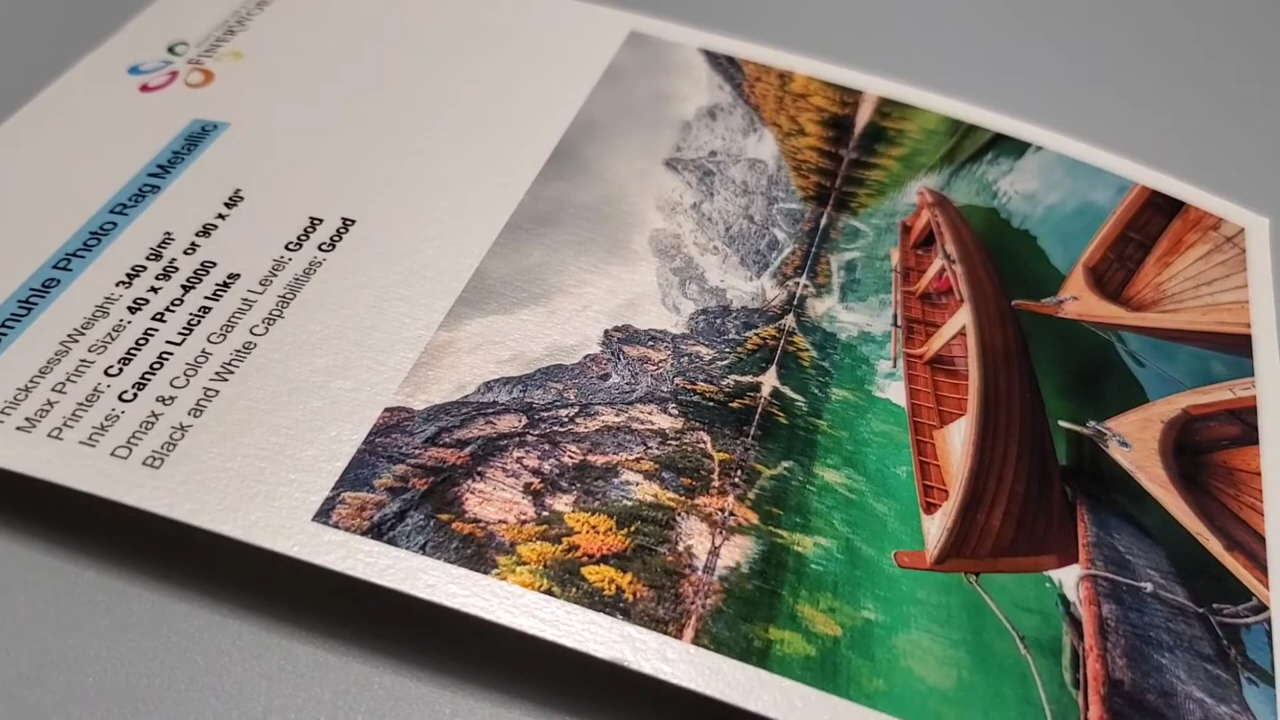 FINERWOR
muhle Photo Rag Metallic
hickness/Weight: 340 g/m²
Max Print Size: 40 x 90" or 90 x 40"
Printer: Canon Pro-4000
Inks: Canon Lucia Inks
Dmax & Color Gamut Level: Good
Black and White Capabilities: Good